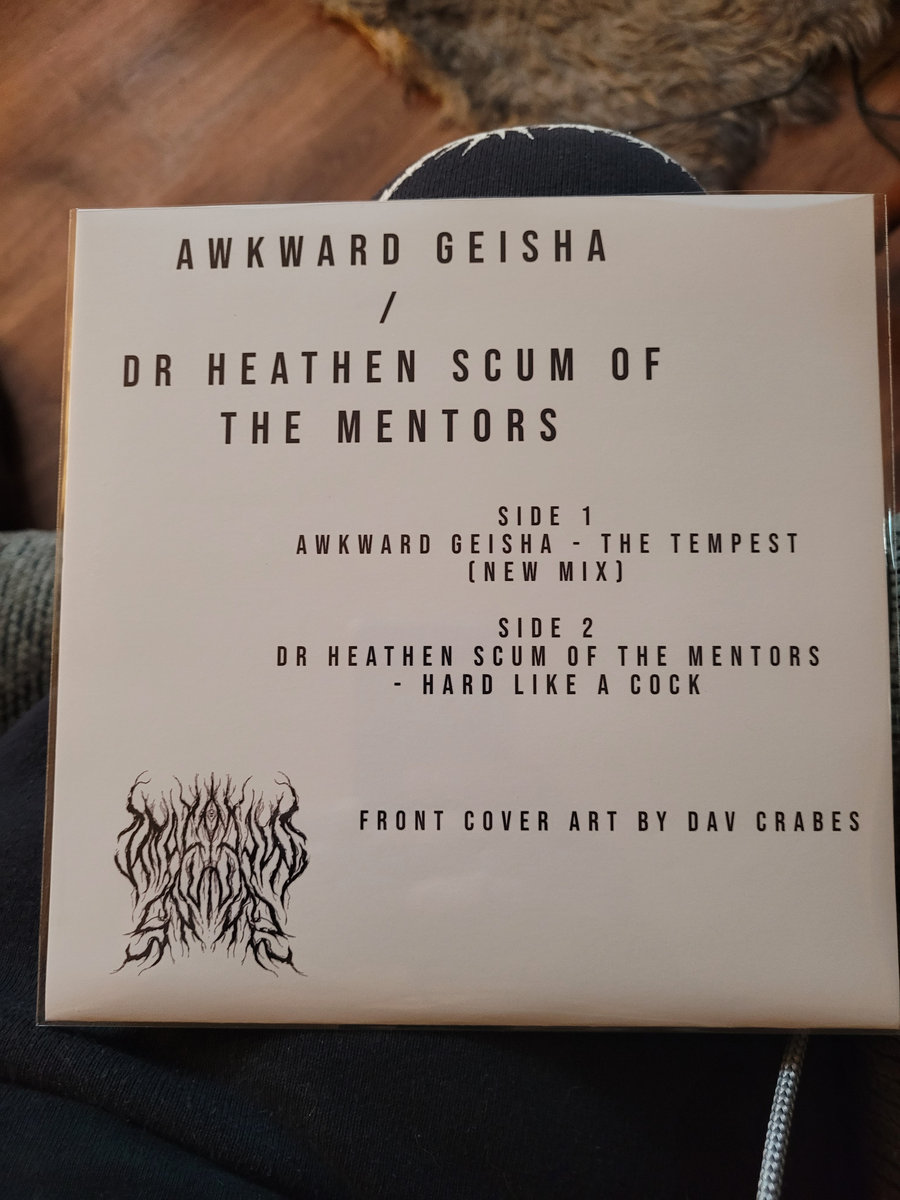 AWKWARD GEISHA
/
DR HEATHEN SCUM OF
THE MENTORS
SIDE 1
AWKWARD GEISHA - THE TEMPEST
(NEW MIX)
SIDE 2
DR HEATHEN SCUM OF THE MENTORS
- HARD LIKE A COCK
FRONT COVER ART BY DAV CRABES